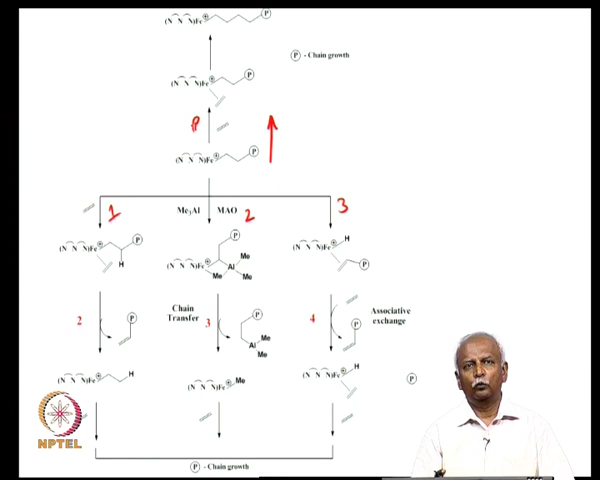 (N N N)Fe⊕ P
P - Chain growth
(N N N)Fe⊕ P
P
(N N N)Fe⊕ P
1
Me3Al MAO 2
3
(N N N)Fe⊕ P
H
(N N N)Fe⊕ P
Al Me
Me Me
(N N N)Fe⊕ H
P
2
P
Chain
Transfer 3
P
Al Me
Me
4
P
Associative
exchange
(N N N)Fe⊕ H
(N N N)Fe⊕ Me
(N N N)Fe⊕ H
P
NPTEL
P - Chain growth